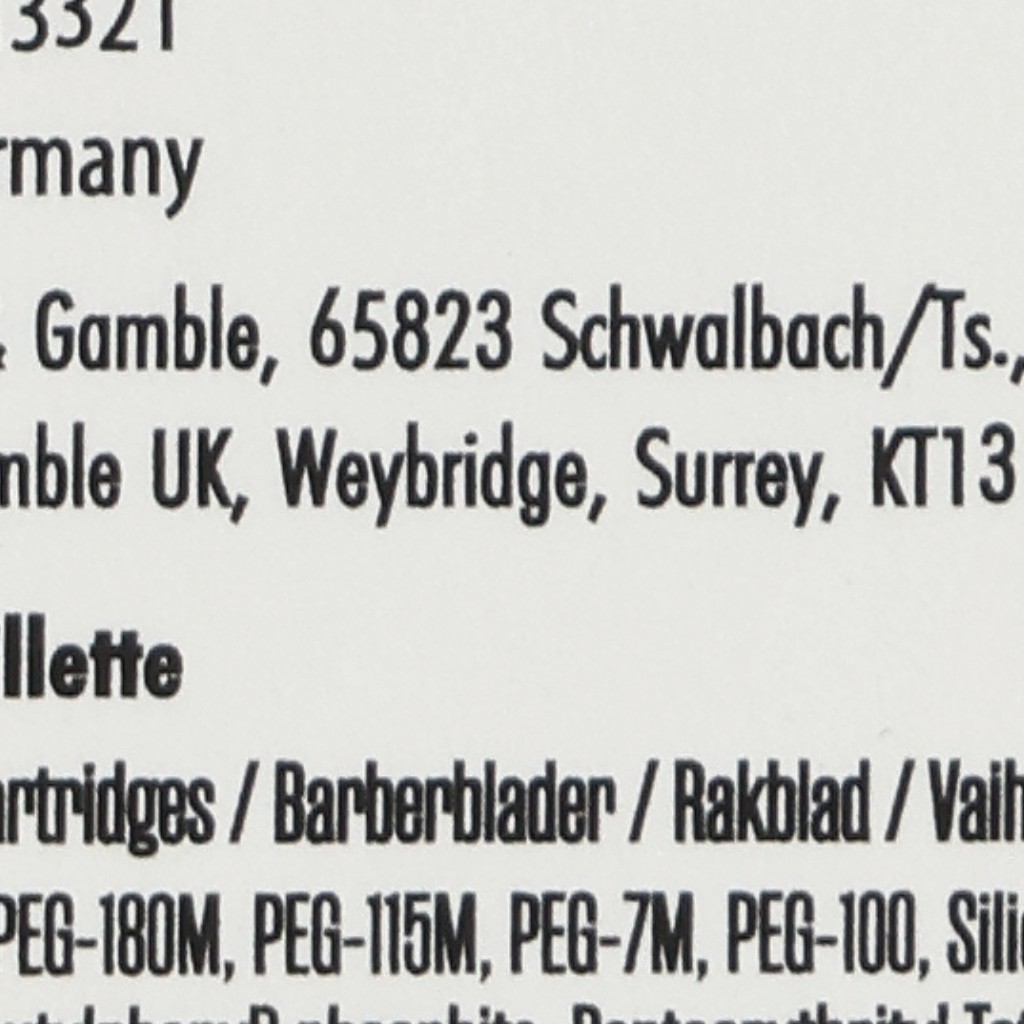 3321
rmany
& Gamble, 65823 Schwalbach/Ts.,
mble UK, Weybridge, Surrey, KT13
llette
artridges / Barberblader / Rakblad / Vaih
PEG-180M, PEG-115M, PEG-7M, PEG-100, Silic